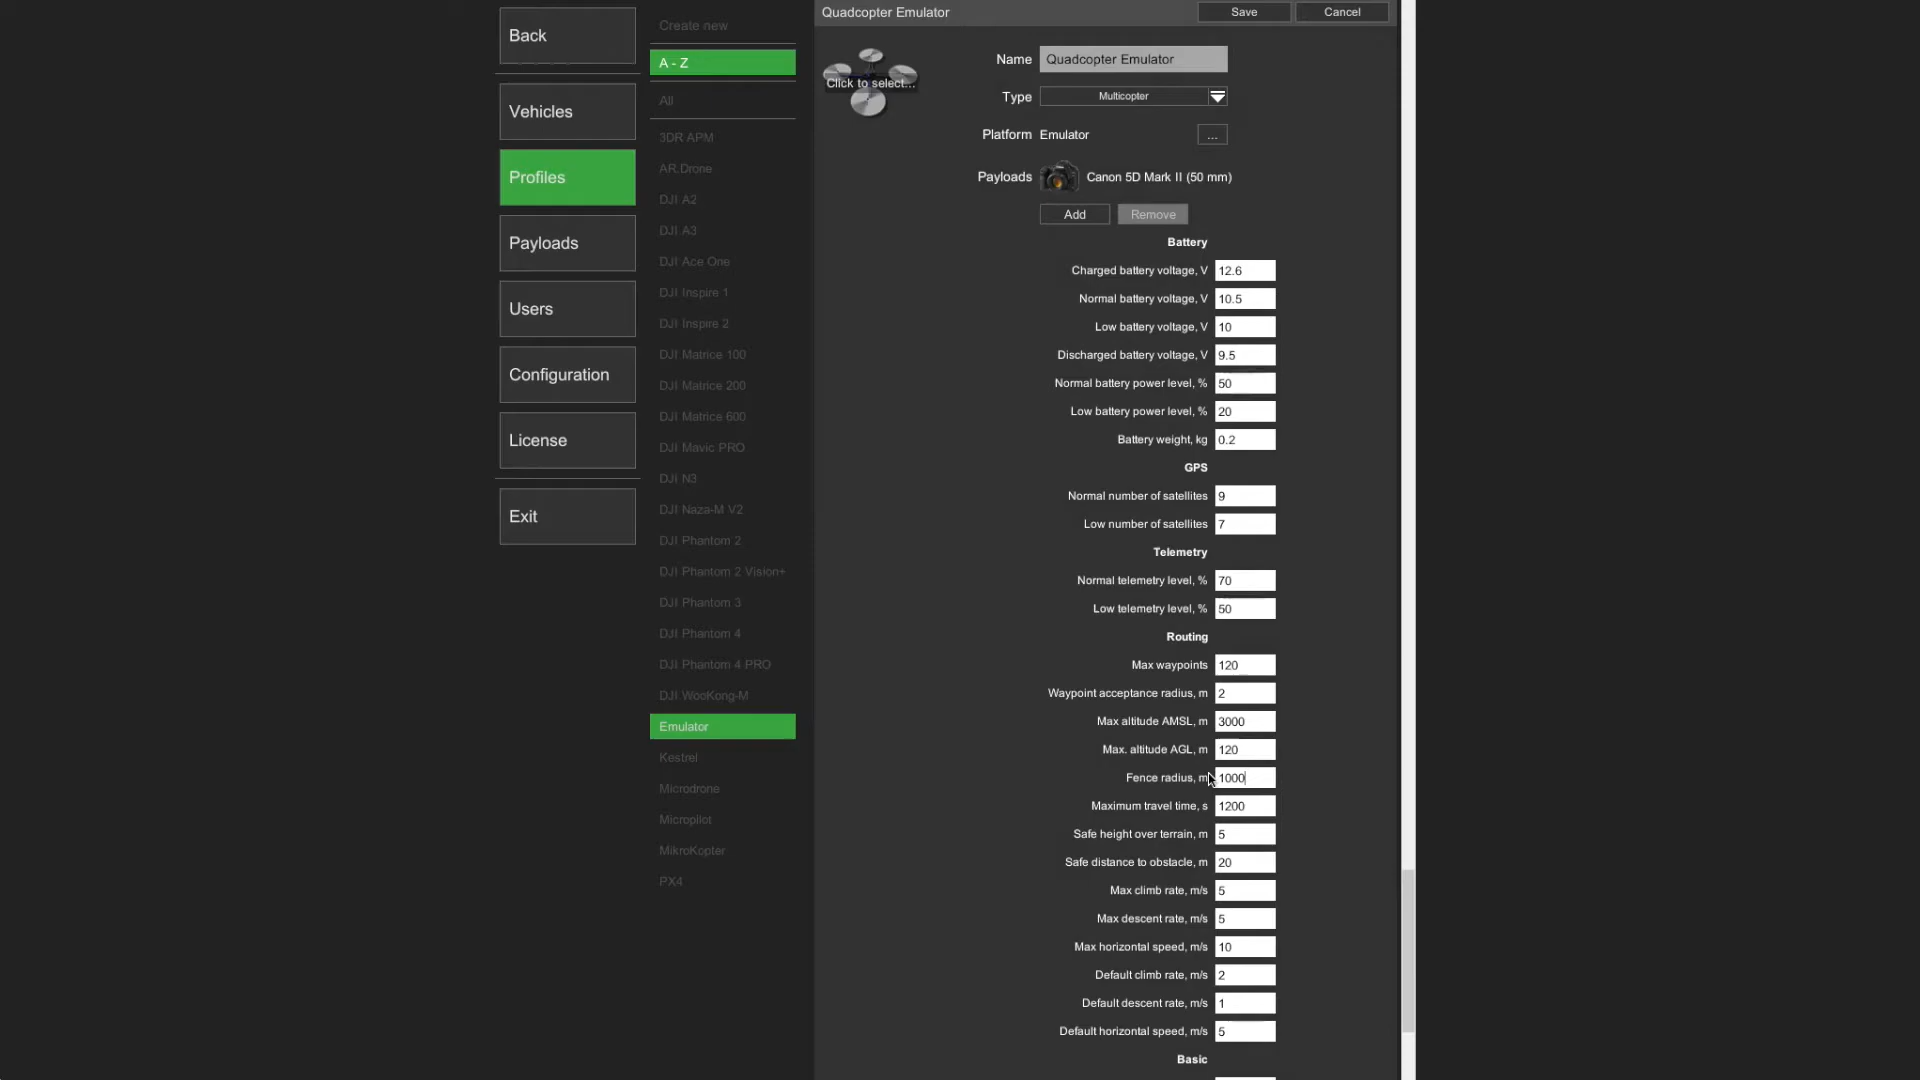 Back
Vehicles
Profiles
Payloads
Users
Configuration
License
Exit
Create new
A - Z
All
3DR APM
AR.Drone
DJI A2
DJI A3
DJI Ace One
DJI Inspire 1
DJI Inspire 2
DJI Matrice 100
DJI Matrice 200
DJI Matrice 600
DJI Mavic PRO
DJI N3
DJI Naza-M V2
DJI Phantom 2
DJI Phantom 2 Vision+
DJI Phantom 3
DJI Phantom 4
DJI Phantom 4 PRO
DJI WooKong-M
Emulator
Kestrel
Microdrone
Micropilot
MikroKopter
PX4
Quadcopter Emulator Save Cancel
Click to select...
Name Quadcopter Emulator
Type Multicopter
Platform Emulator ...
Payloads Canon 5D Mark II (50 mm)
Add Remove
Battery
Charged battery voltage, V 12.6
Normal battery voltage, V 10.5
Low battery voltage, V 10
Discharged battery voltage, V 9.5
Normal battery power level, % 50
Low battery power level, % 20
Battery weight, kg 0.2
GPS
Normal number of satellites 9
Low number of satellites 7
Telemetry
Normal telemetry level, % 70
Low telemetry level, % 50
Routing
Max waypoints 120
Waypoint acceptance radius, m 2
Max altitude AMSL, m 3000
Max. altitude AGL, m 120
Fence radius, m 1000
Maximum travel time, s 1200
Safe height over terrain, m 5
Safe distance to obstacle, m 20
Max climb rate, m/s 5
Max descent rate, m/s 5
Max horizontal speed, m/s 10
Default climb rate, m/s 2
Default descent rate, m/s 1
Default horizontal speed, m/s 5
Basic